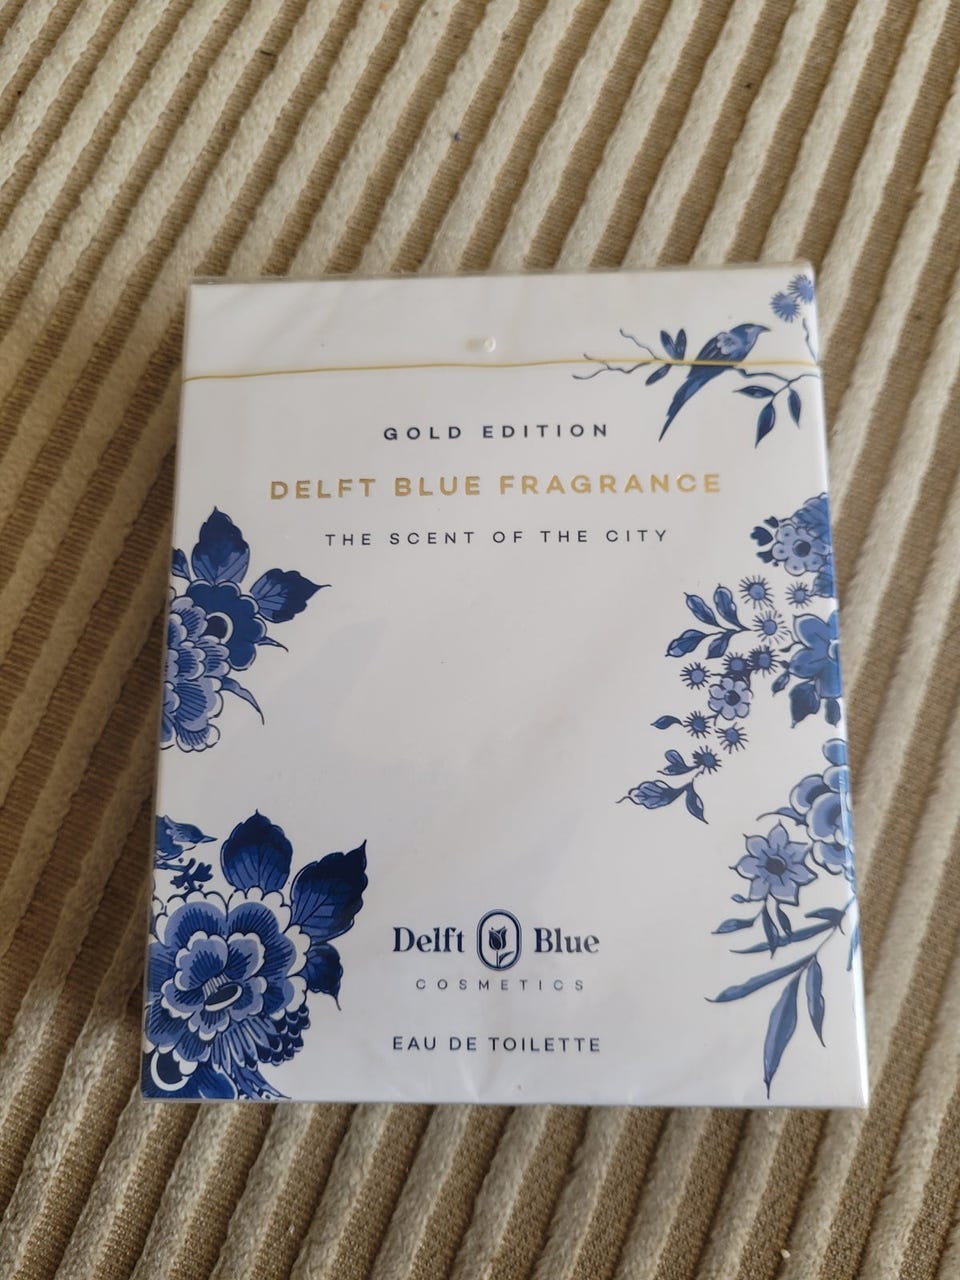 GOLD EDITION
DELFT BLUE FRAGRANCE
THE SCENT OF THE CITY
Delft Blue
COSMETICS
EAU DE TOILETTE